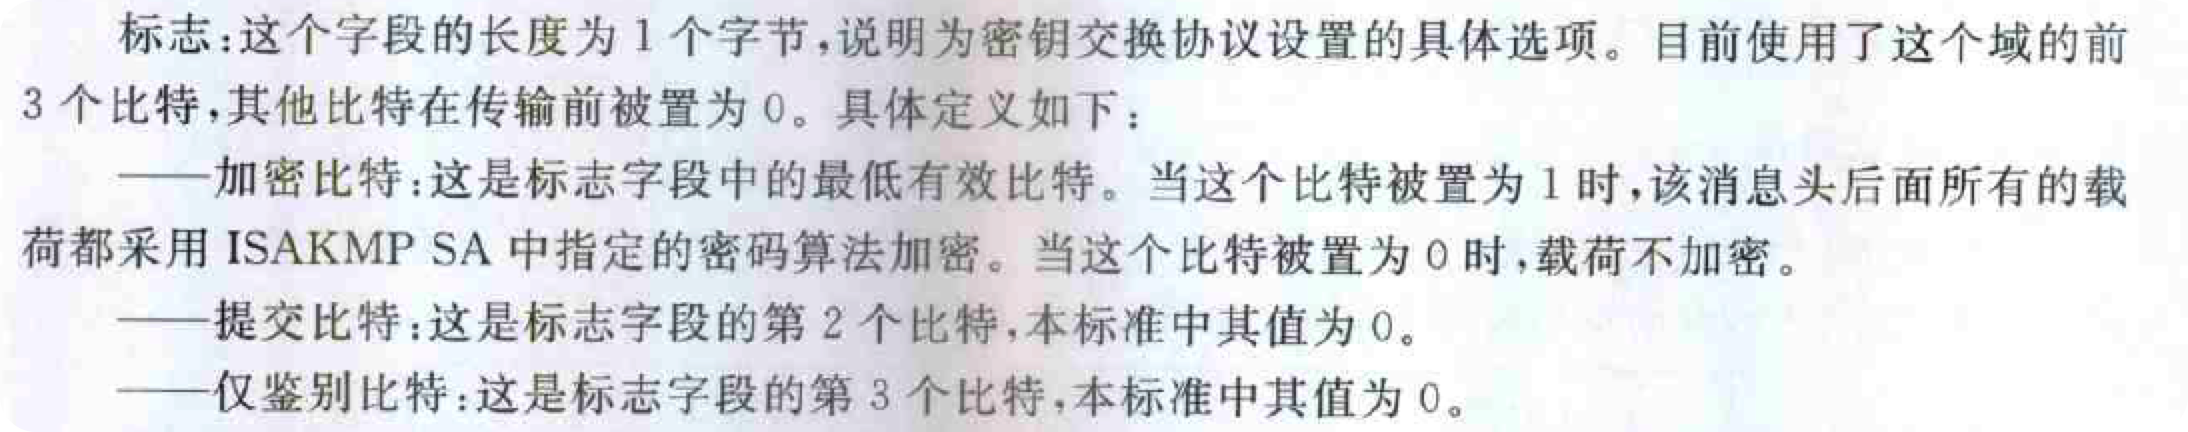 标志:这个字段的长度为1个字节,说明为密钥交换协议设置的具体选项。目前使用了这个域的前
3个比特,其他比特在传输前被置为0。具体定义如下:
——加密比特:这是标志字段中的最低有效比特。当这个比特被置为1时,该消息头后面所有的载
荷都采用ISAKMP SA中指定的密码算法加密。当这个比特被置为0时,载荷不加密。
——提交比特:这是标志字段的第2个比特,本标准中其值为0。
——仅鉴别比特:这是标志字段的第3个比特,本标准中其值为0。